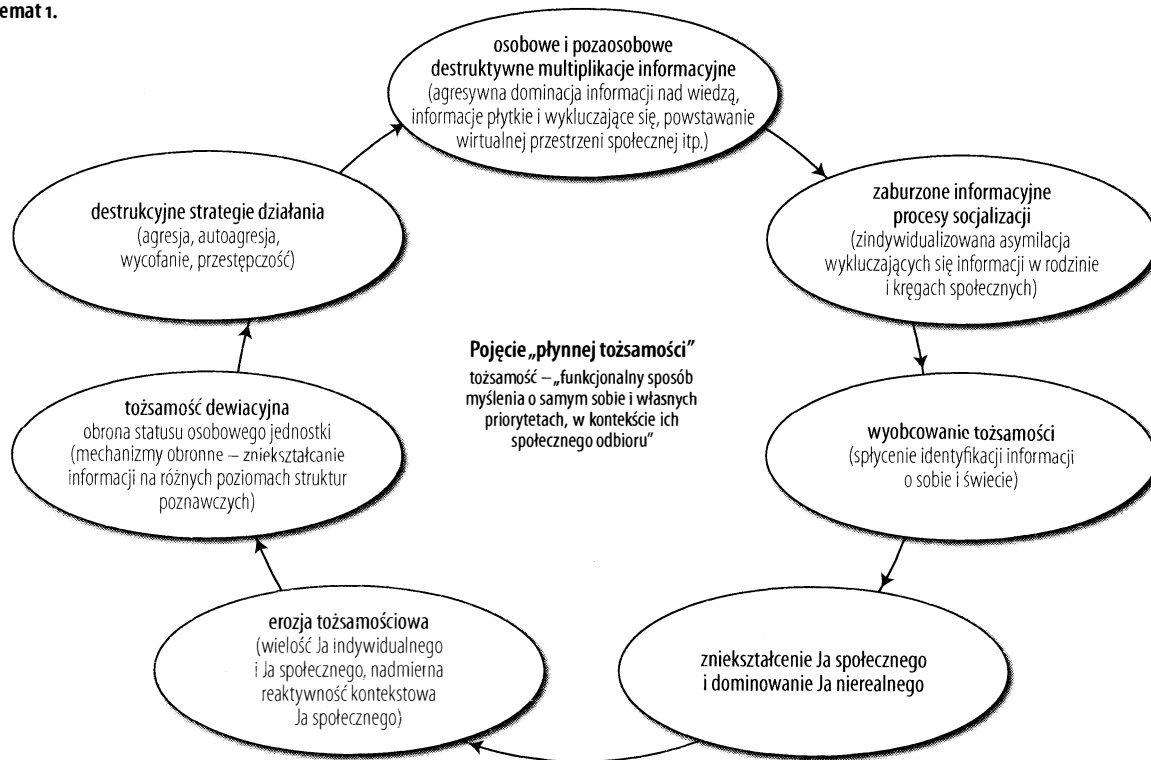 emat 1.
osobowe i pozaosobowe
destruktywne multiplikacje informacyjne
(agresywna dominacja informacji nad wiedzą,
informacje płytkie i wykluczające się, powstawanie
wirtualnej przestrzeni społecznej itp.)
zaburzone informacyjne
procesy socjalizacji
(zindywidualizowana asymilacja
wykluczających się informacji w rodzinie
i kręgach społecznych)
wyobcowanie tożsamości
(spłycenie identyfikacji informacji
o sobie i świecie)
zniekształcenie Ja społecznego
i dominowanie Ja nierealnego
erozja tożsamościowa
(wielość Ja indywidualnego
i Ja społecznego, nadmierna
reaktywność kontekstowa
Ja społecznego)
tożsamość dewiacyjna
obrona statusu osobowego jednostki
(mechanizmy obronne – zniekształcanie
informacji na różnych poziomach struktur
poznawczych)
destrukcyjne strategie działania
(agresja, autoagresja,
wycofanie, przestępczość)
Pojęcie „płynnej tożsamości”
tożsamość – „funkcjonalny sposób
myślenia o samym sobie i własnych
priorytetach, w kontekście ich
społecznego odbioru”